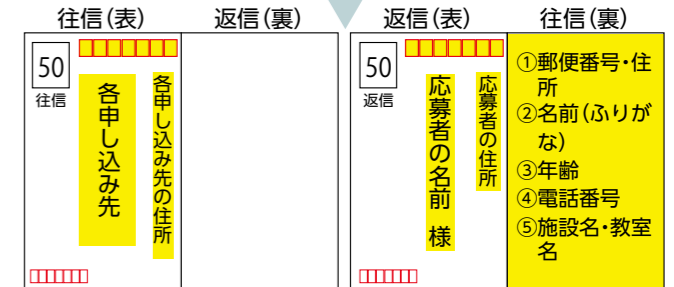 往信（表）
返信（裏）
返信（表）
往信（裏）
50
往信
各申し込み先の住所
各申し込み先
50
返信
応募者の住所
応募者の名前 様
①郵便番号・住
所
②名前（ふりが
な）
③年齢
④電話番号
⑤施設名・教室
名